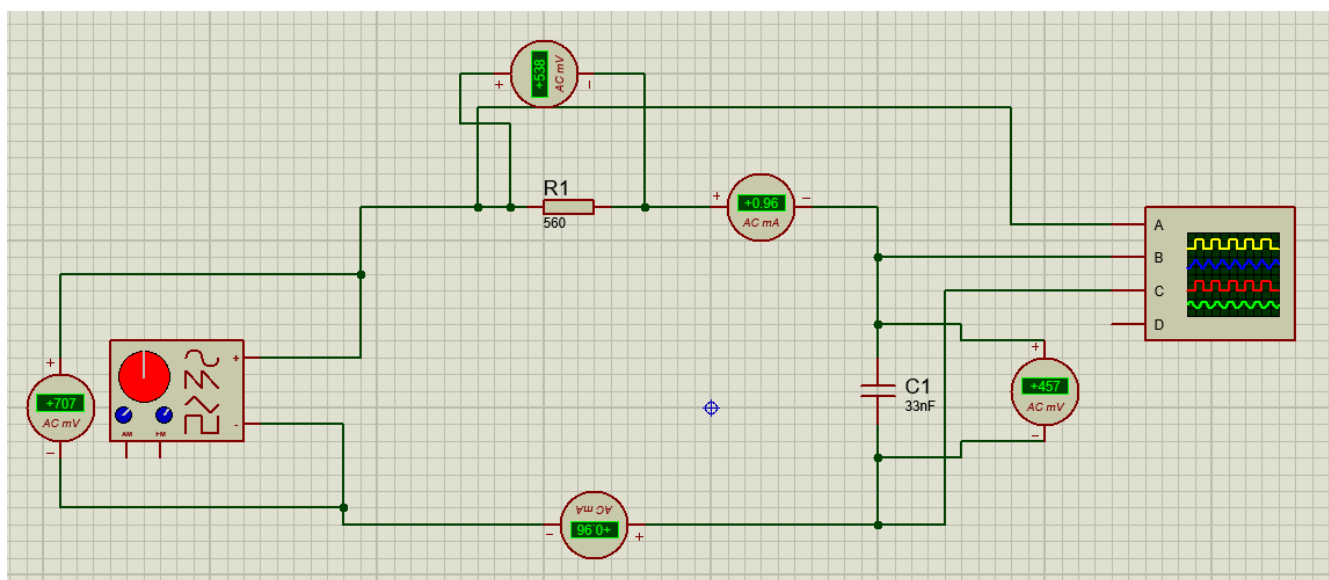 +538
AC mV
+
-
R1
560
+
+0.96
AC mA
-
A
B
C
D
+
+707
AC mV
-
+
-
AM
FM
C1
33nF
+
+457
AC mV
-
AC mA
+0.96
-
+